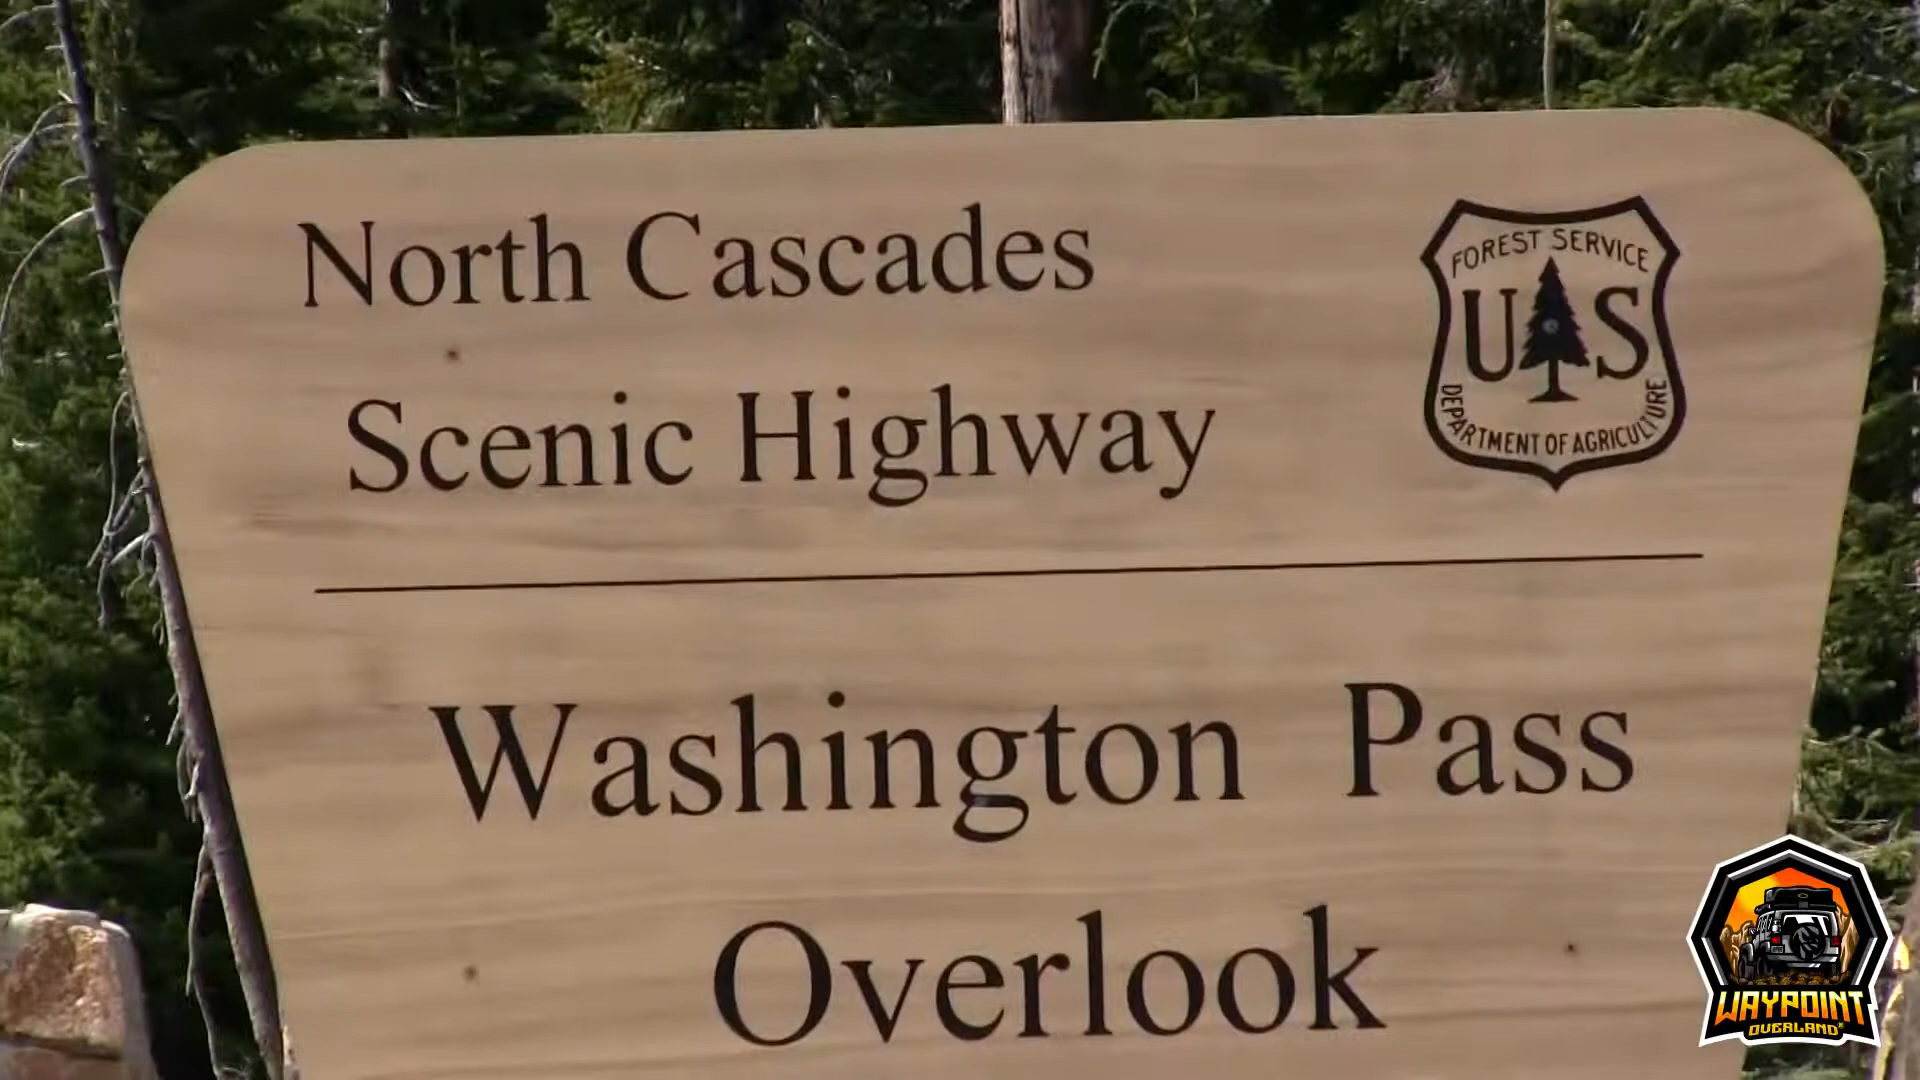 North Cascades
Scenic Highway
FOREST SERVICE
U S
DEPARTMENT OF AGRICULTURE
Washington Pass
Overlook
WAYPOINT
OVERLAND